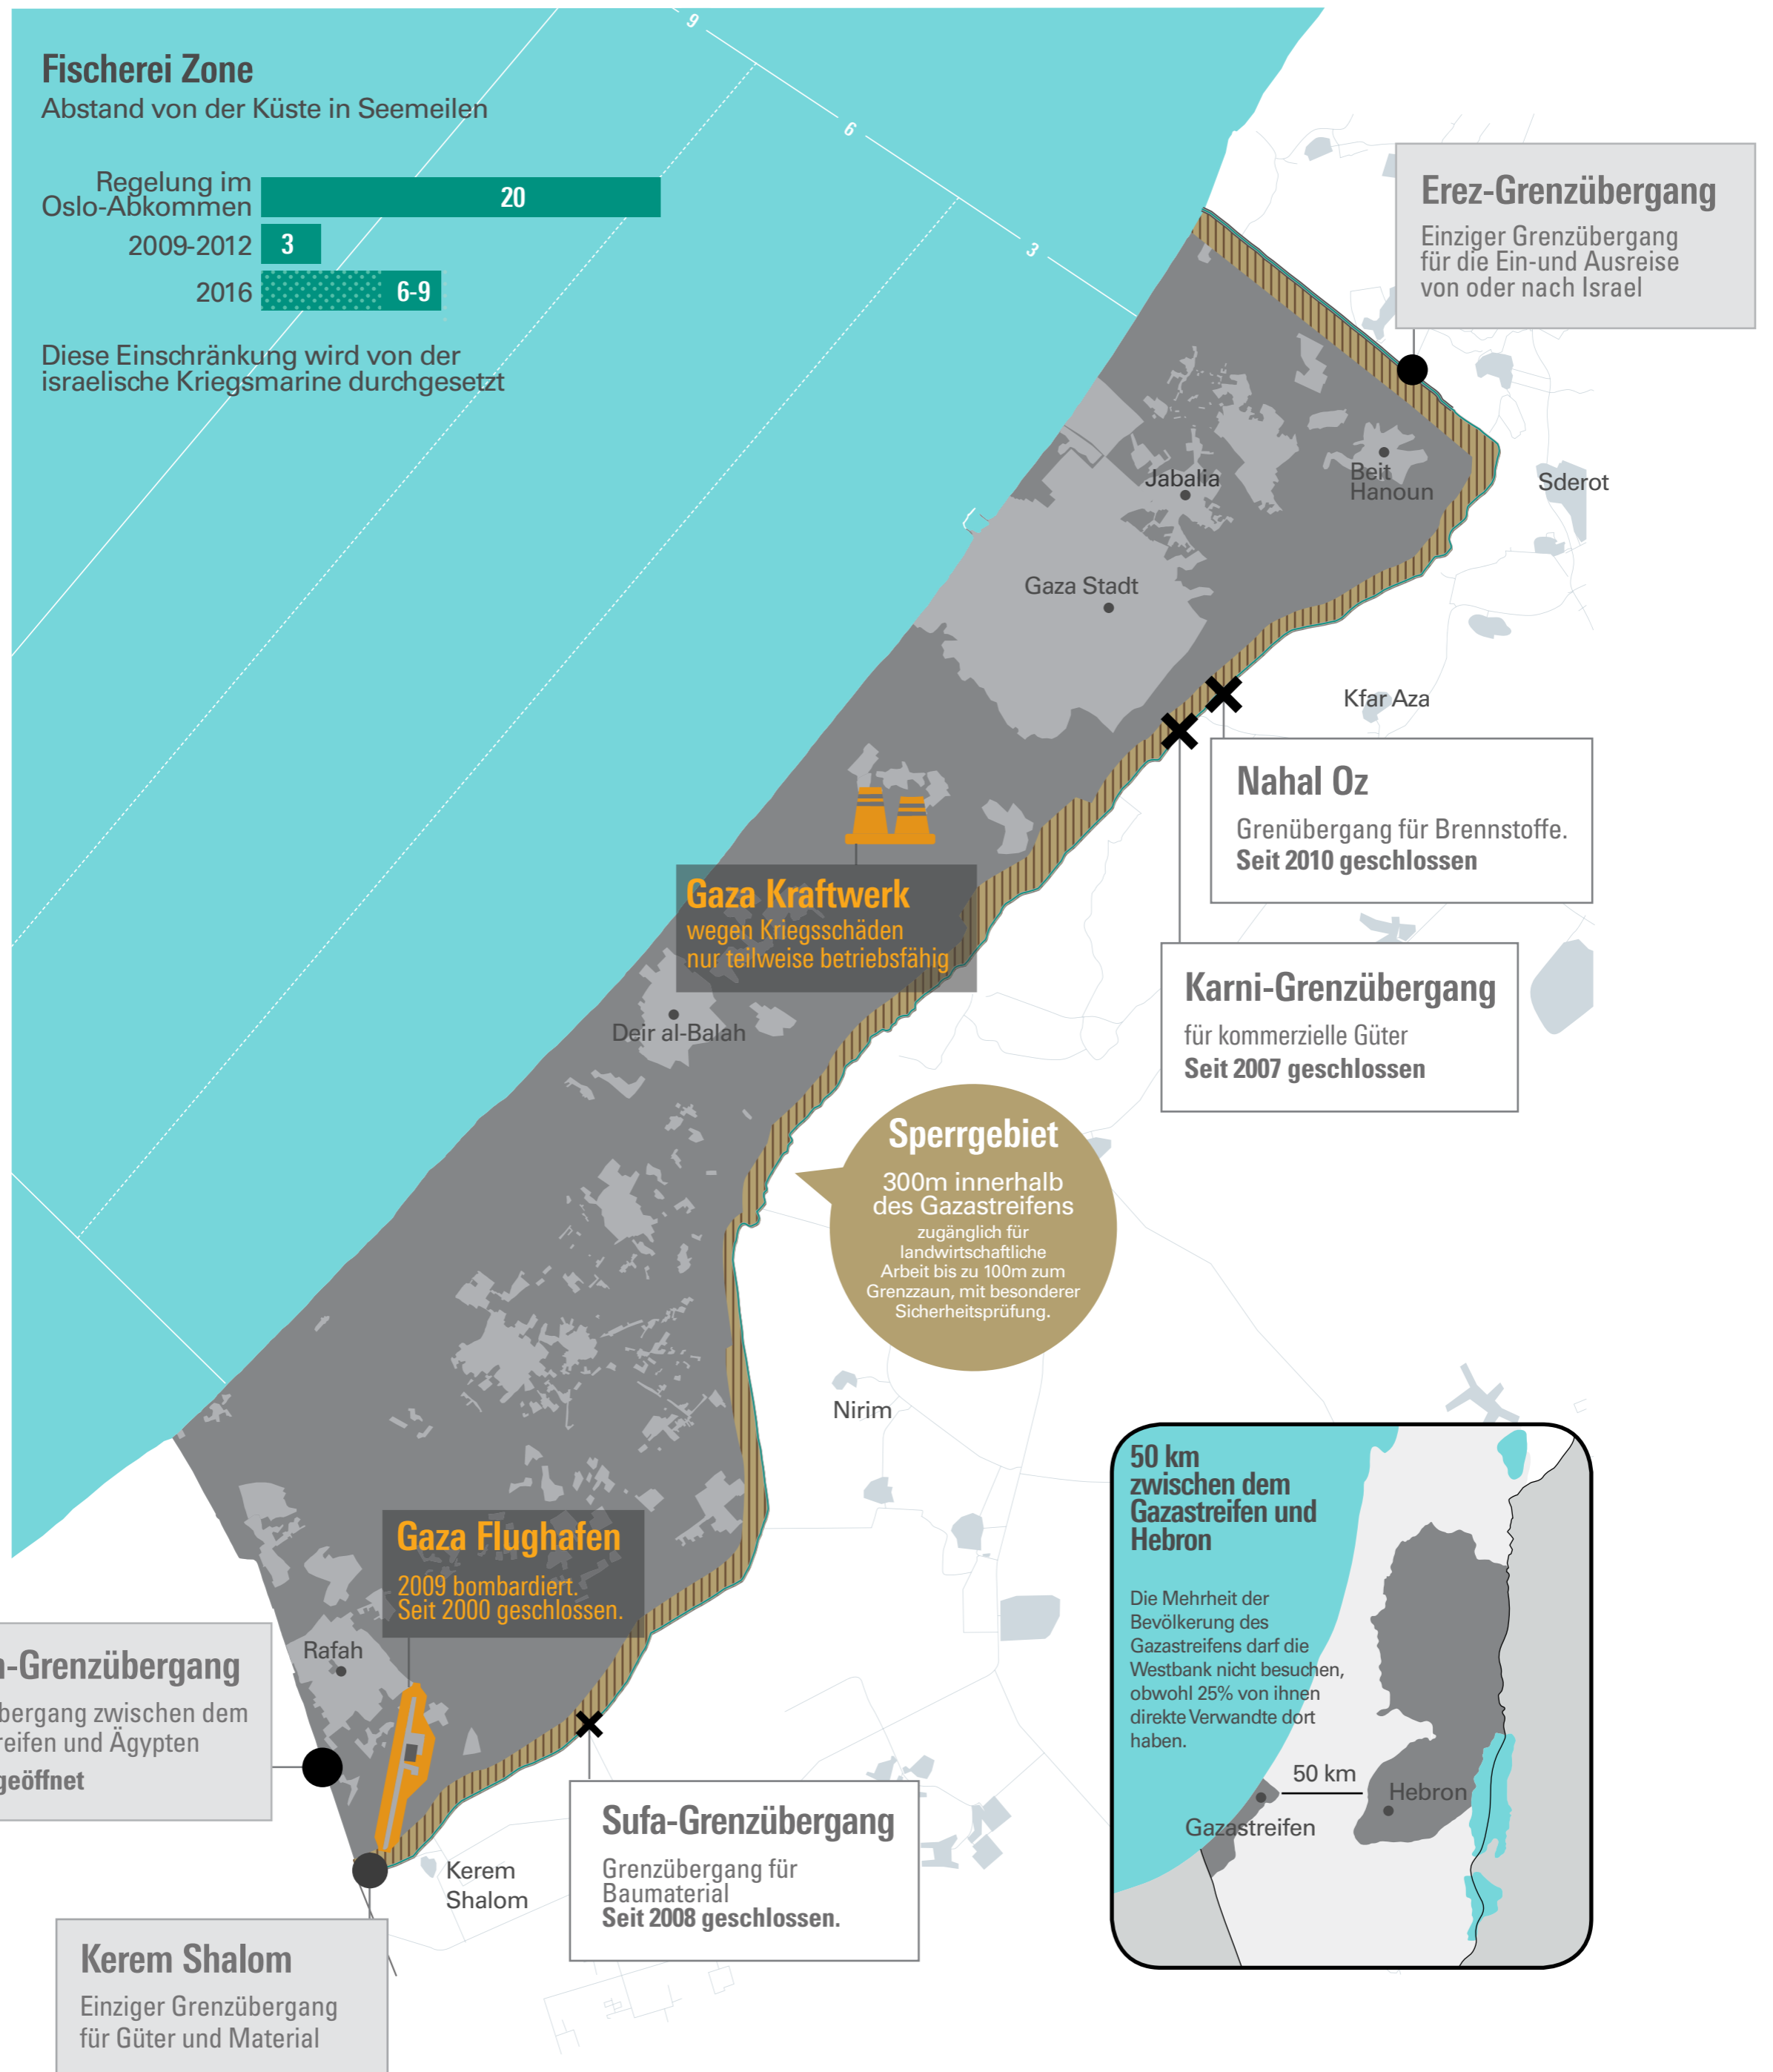 Fischerei Zone
Abstand von der Küste in Seemeilen
Regelung im
Oslo-Abkommen
20
2009-2012
3
2016
6-9
Diese Einschränkung wird von der
israelische Kriegsmarine durchgesetzt
9
6
3
Erez-Grenzübergang
Einziger Grenzübergang
für die Ein-und Ausreise
von oder nach Israel
Jabalia
Beit
Hanoun
Sderot
Gaza Stadt
Kfar Aza
Nahal Oz
Grenübergang für Brennstoffe.
Seit 2010 geschlossen
Gaza Kraftwerk
wegen Kriegsschäden
nur teilweise betriebsfähig
Karni-Grenzübergang
für kommerzielle Güter
Seit 2007 geschlossen
Deir al-Balah
Sperrgebiet
300m innerhalb
des Gazastreifens
zugänglich für
landwirtschaftliche
Arbeit bis zu 100m zum
Grenzzaun, mit besonderer
Sicherheitsprüfung.
Nirim
50 km
zwischen dem
Gazastreifen und
Hebron
Die Mehrheit der
Bevölkerung des
Gazastreifens darf die
Westbank nicht besuchen,
obwohl 25% von ihnen
direkte Verwandte dort
haben.
50 km
Hebron
Gazastreifen
Gaza Flughafen
2009 bombardiert.
Seit 2000 geschlossen.
Rafah
-Grenzübergang
bergang zwischen dem
reifen und Ägypten
geöffnet
Sufa-Grenzübergang
Grenzübergang für
Baumaterial
Seit 2008 geschlossen.
Kerem
Shalom
Kerem Shalom
Einziger Grenzübergang
für Güter und Material